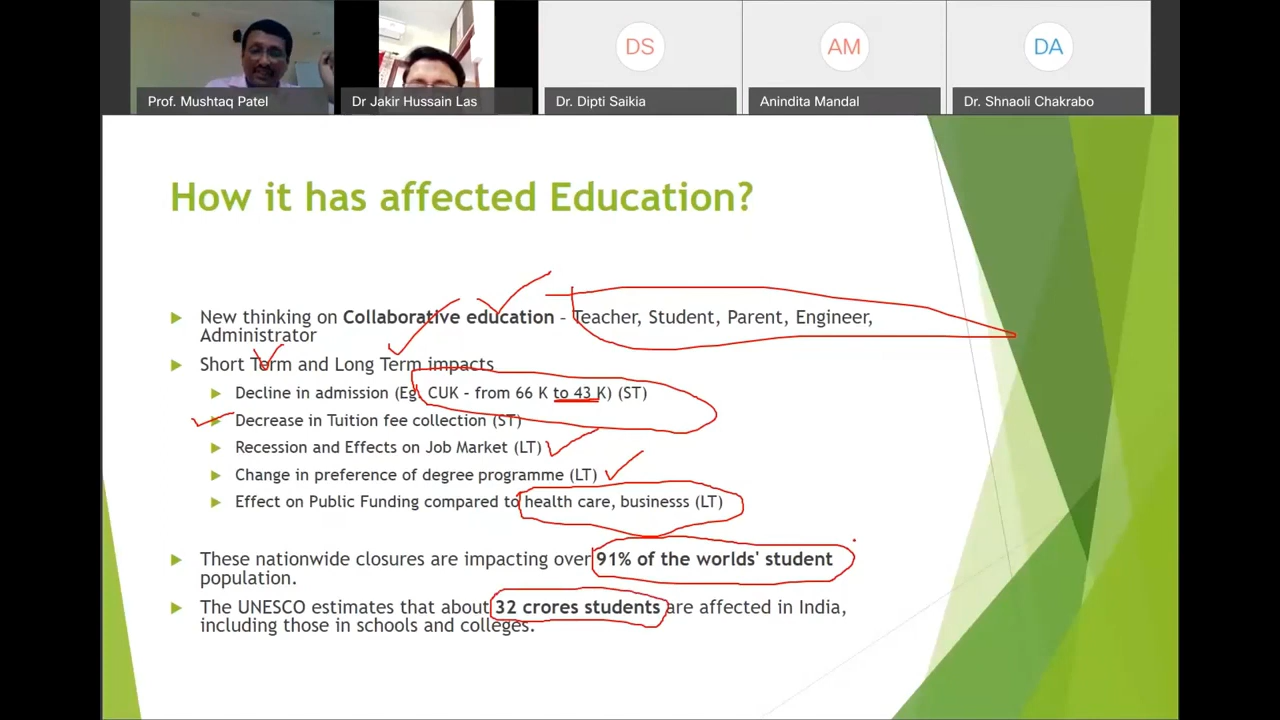 DS
AM
DA
Prof. Mushtaq Patel
Dr Jakir Hussain Las
Dr. Dipti Saikia
Anindita Mandal
Dr. Shnaoli Chakrabo
How it has affected Education?
New thinking on Collaborative education – Teacher, Student, Parent, Engineer,
Administrator
Short Term and Long Term impacts
Decline in admission (Eg. CUK – from 66 K to 43 K) (ST)
Decrease in Tuition fee collection (ST)
Recession and Effects on Job Market (LT)
Change in preference of degree programme (LT)
Effect on Public Funding compared to health care, businesss (LT)
These nationwide closures are impacting over 91% of the worlds' student
population.
The UNESCO estimates that about 32 crores students are affected in India,
including those in schools and colleges.